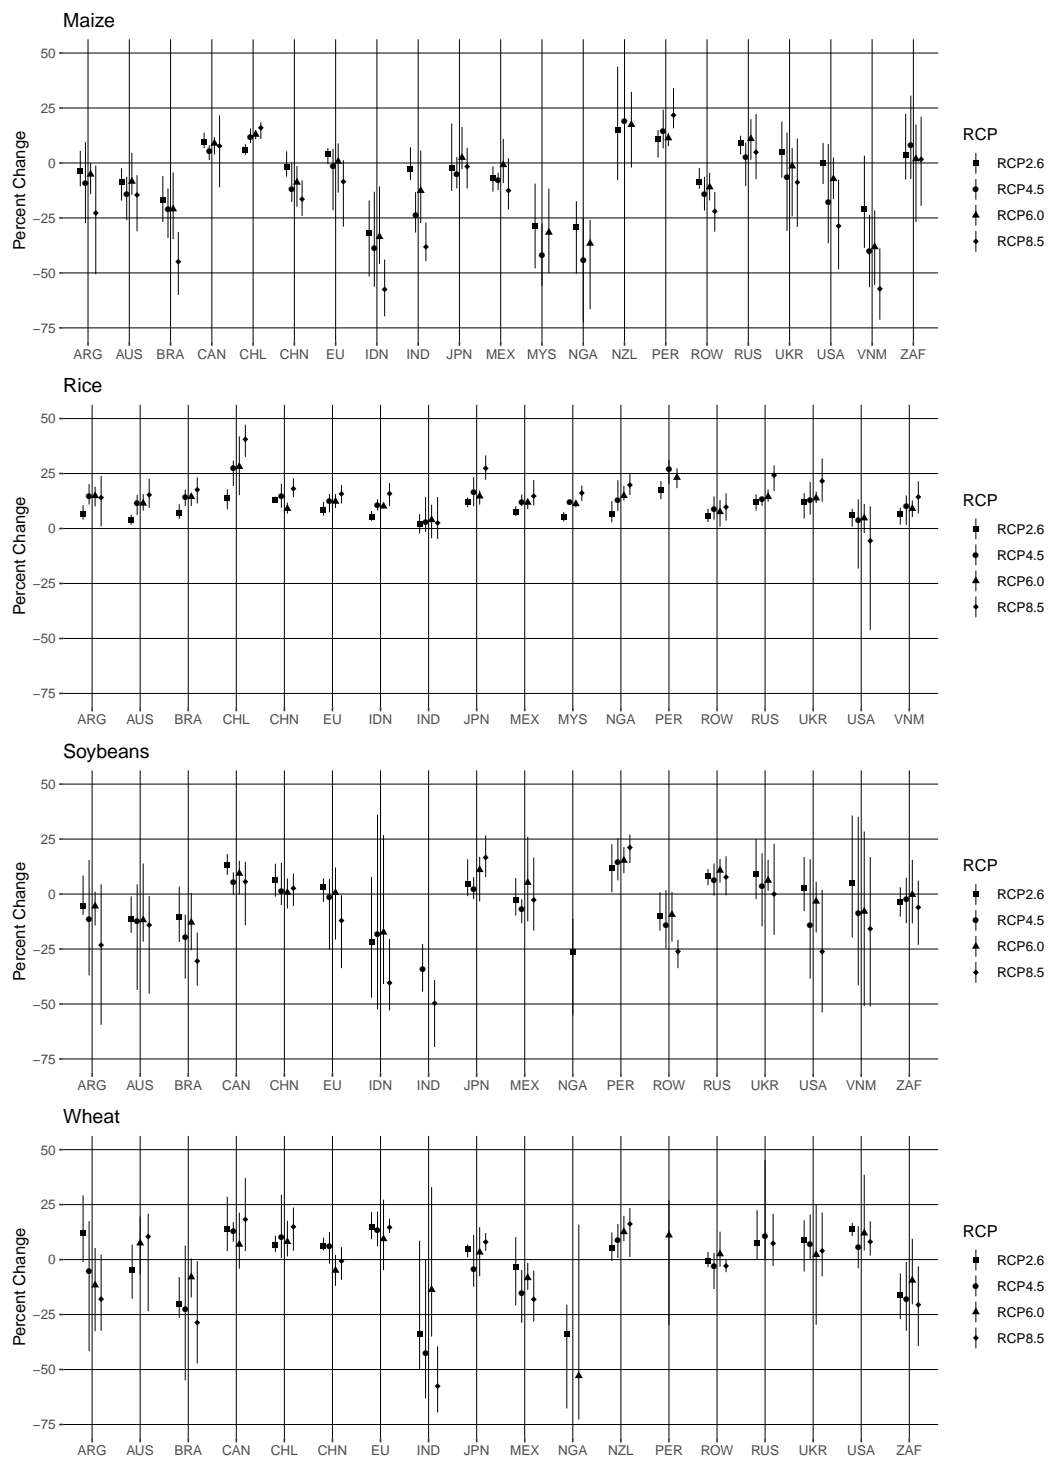 Maize
Percent Change
50
25
0
−25
−50
−75
ARG AUS BRA CAN CHL CHN EU IDN IND JPN MEX MYS NGA NZL PER ROW RUS UKR USA VNM ZAF
RCP
RCP2.6
RCP4.5
RCP6.0
RCP8.5
Rice
Percent Change
50
25
0
−25
−50
−75
ARG AUS BRA CHL CHN EU IDN IND JPN MEX MYS NGA PER ROW RUS UKR USA VNM
RCP
RCP2.6
RCP4.5
RCP6.0
RCP8.5
Soybeans
Percent Change
50
25
0
−25
−50
−75
ARG AUS BRA CAN CHN EU IDN IND JPN MEX NGA PER ROW RUS UKR USA VNM ZAF
RCP
RCP2.6
RCP4.5
RCP6.0
RCP8.5
Wheat
Percent Change
50
25
0
−25
−50
−75
ARG AUS BRA CAN CHL CHN EU IND JPN MEX NGA NZL PER ROW RUS UKR USA ZAF
RCP
RCP2.6
RCP4.5
RCP6.0
RCP8.5